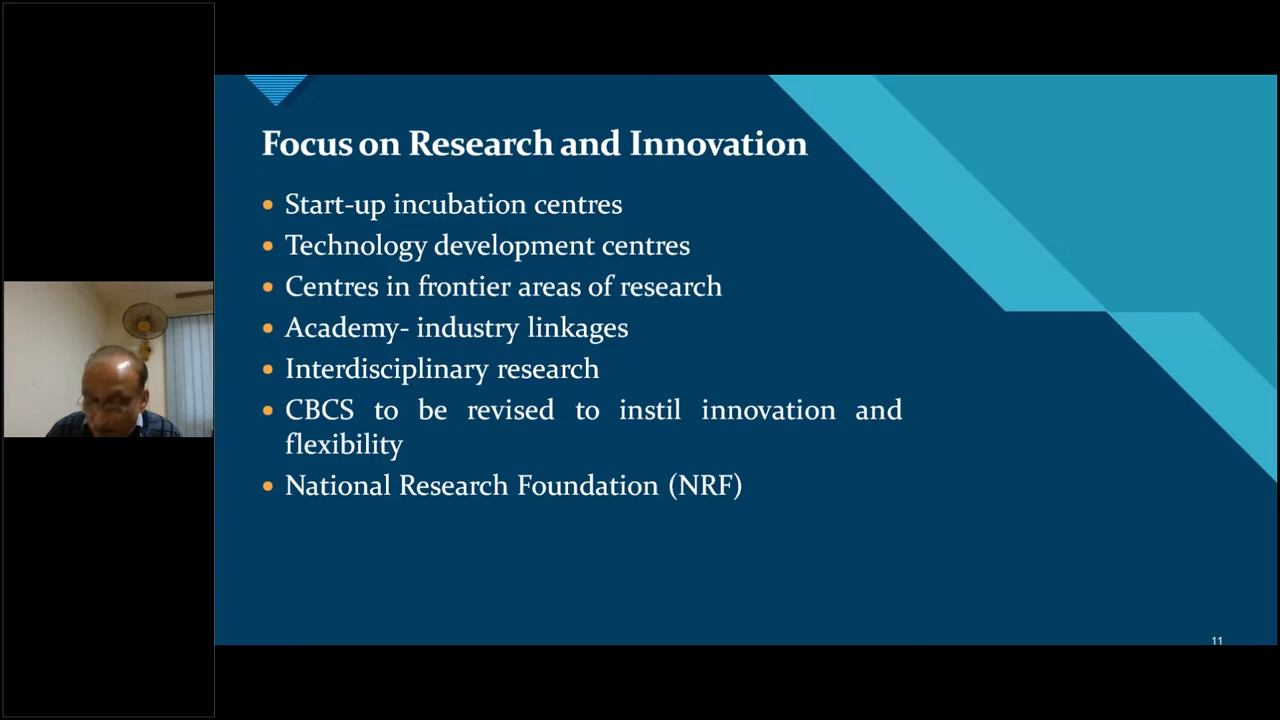 Focus on Research and Innovation
• Start-up incubation centres
• Technology development centres
• Centres in frontier areas of research
• Academy- industry linkages
• Interdisciplinary research
• CBCS to be revised to instil innovation and
flexibility
• National Research Foundation (NRF)
11